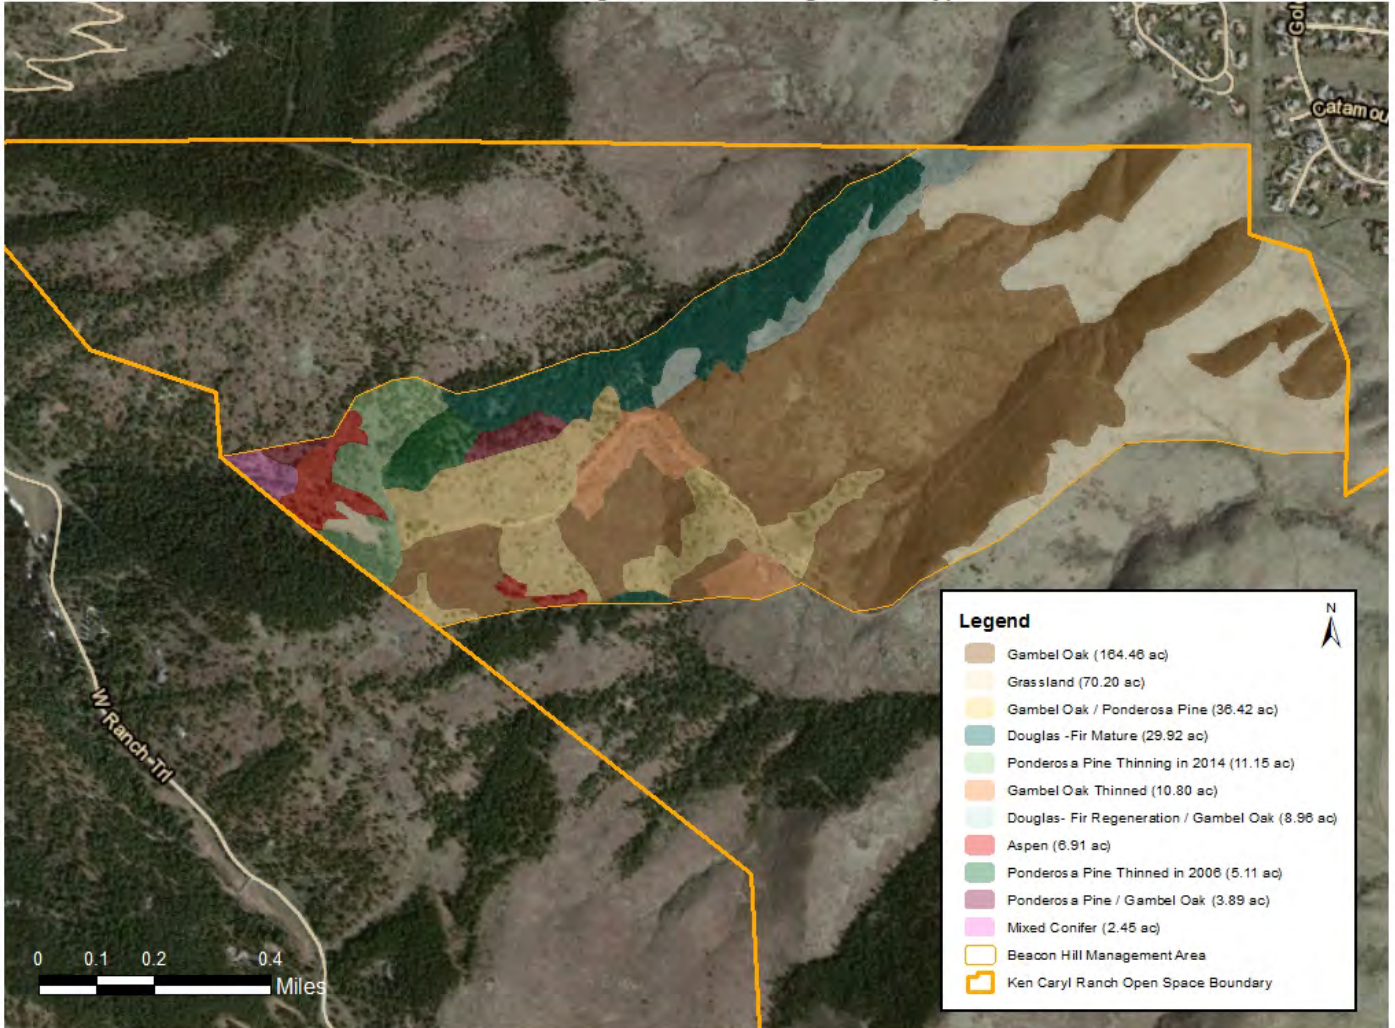 Gol
Catamou
W Ranch Trl
Legend
N
Gambel Oak (164.46 ac)
Grassland (70.20 ac)
Gambel Oak / Ponderosa Pine (36.42 ac)
Douglas -Fir Mature (29.92 ac)
Ponderosa Pine Thinning in 2014 (11.15 ac)
Gambel Oak Thinned (10.80 ac)
Douglas- Fir Regeneration / Gambel Oak (8.96 ac)
Aspen (6.91 ac)
Ponderosa Pine Thinned in 2006 (5.11 ac)
Ponderosa Pine / Gambel Oak (3.89 ac)
Mixed Conifer (2.45 ac)
Beacon Hill Management Area
Ken Caryl Ranch Open Space Boundary
0 0.1 0.2 0.4
Miles